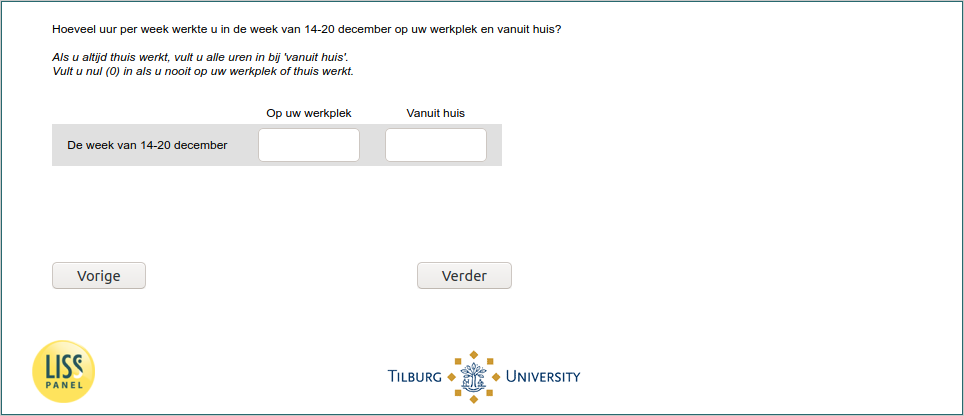 Hoeveel uur per week werkte u in de week van 14-20 december op uw werkplek en vanuit huis?
Als u altijd thuis werkt, vult u alle uren in bij 'vanuit huis'.
Vult u nul (0) in als u nooit op uw werkplek of thuis werkt.
Op uw werkplek Vanuit huis
De week van 14-20 december
Vorige Verder
LISS
PANEL
TILBURG UNIVERSITY